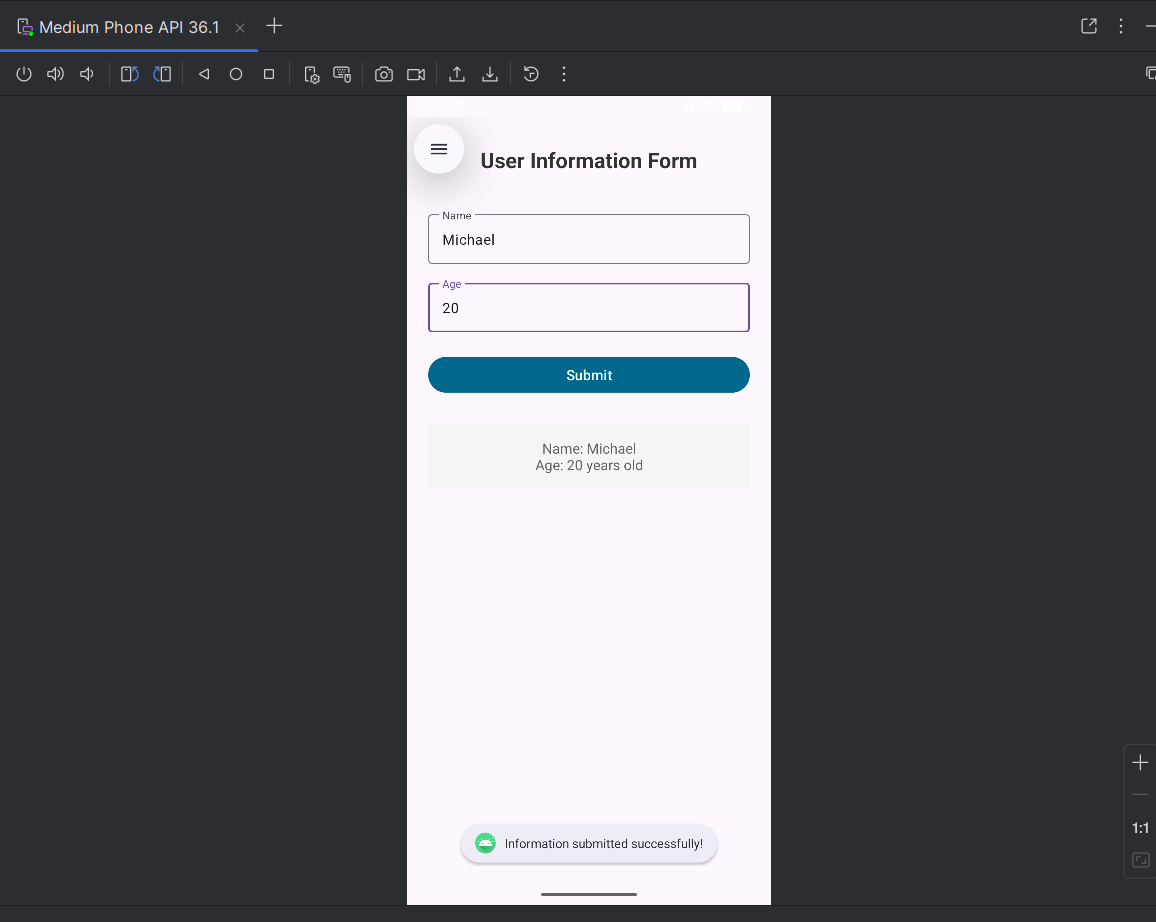 Medium Phone API 36.1
User Information Form
Name
Michael
Age
20
Submit
Name: Michael
Age: 20 years old
Information submitted successfully!
1:1